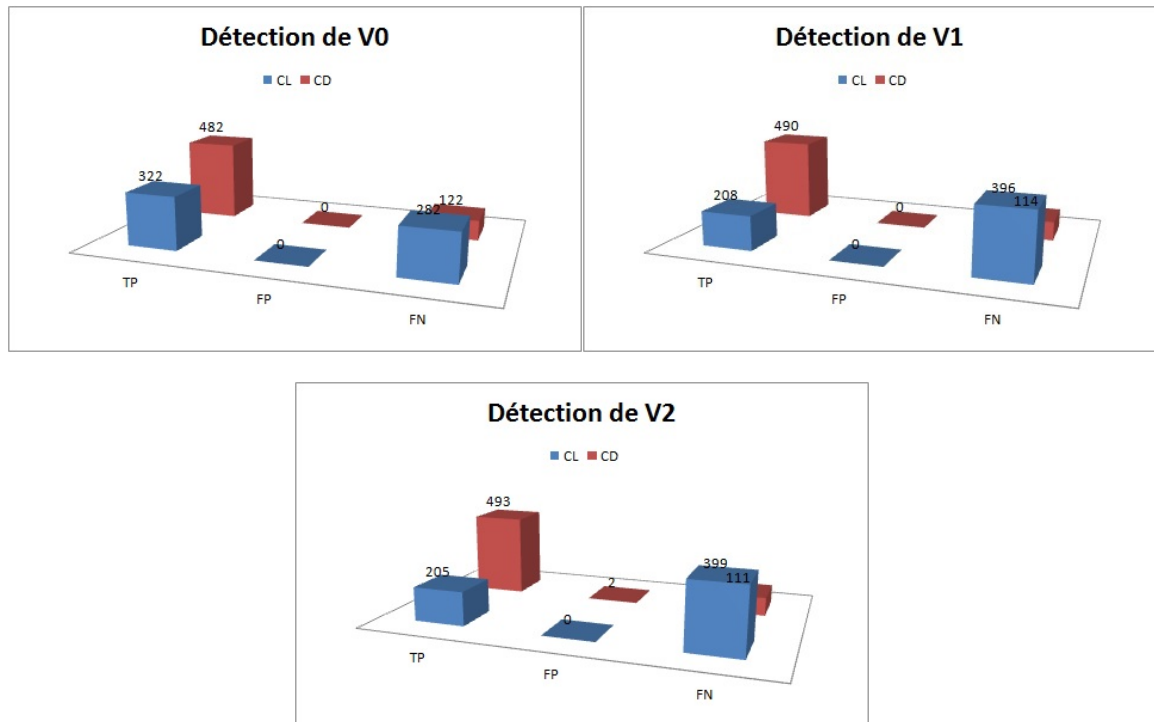 Détection de V0
CL CD
482
322
0
122
282
0
TP
FP
FN
Détection de V1
CL CD
490
208
0
396
114
0
TP
FP
FN
Détection de V2
CL CD
493
205
2
399
111
0
TP
FP
FN